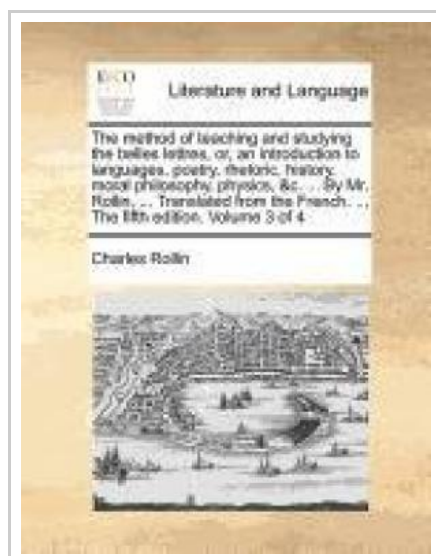 ECCO
Literature and Language
The method of teaching and studying
the belles lettres, or, an introduction to
languages, poetry, rhetoric, history,
moral philosophy, physics, &c. ... By Mr.
Rollin, ... Translated from the French. ...
The fifth edition. Volume 3 of 4
Charles Rollin